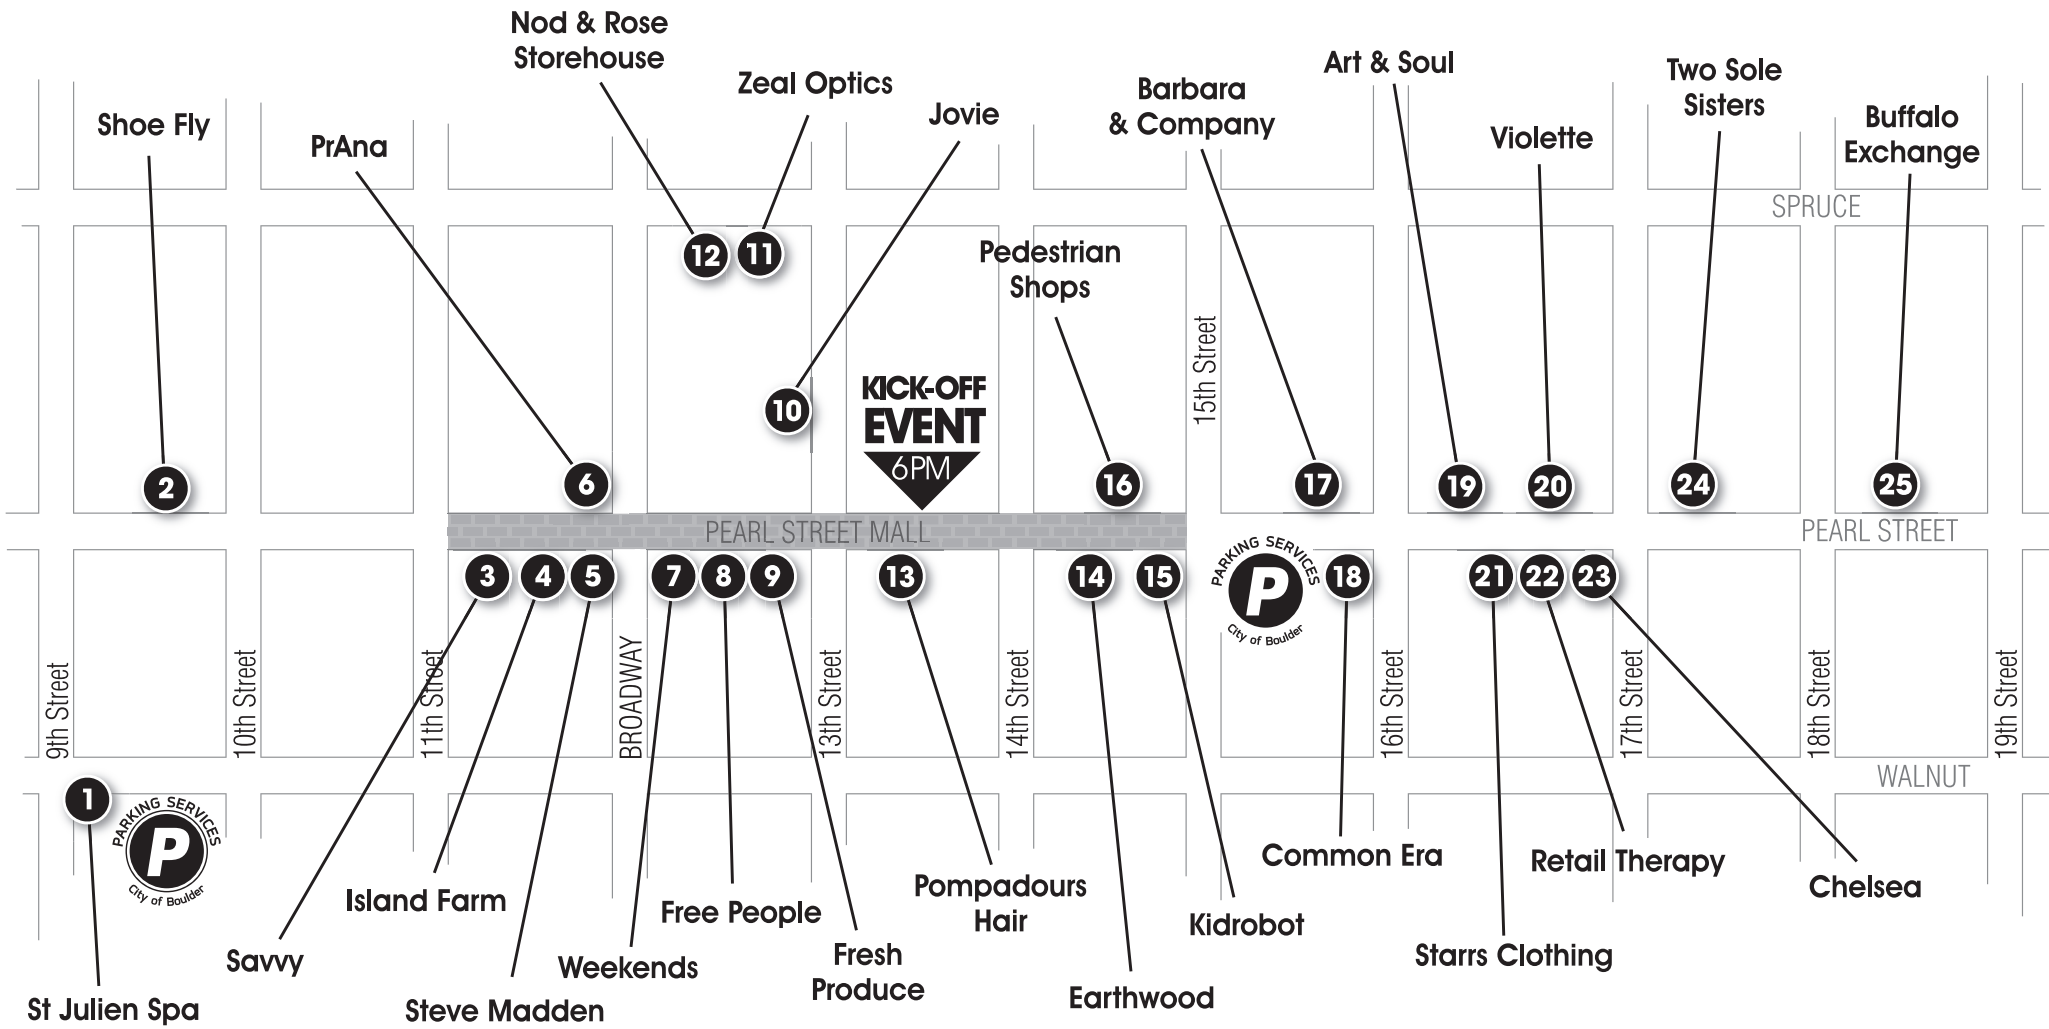 Nod & Rose
Storehouse
Zeal Optics
Jovie
Shoe Fly
PrAna
Barbara
& Company
Art & Soul
Violette
Two Sole
Sisters
Buffalo
Exchange
SPRUCE
12
11
Pedestrian
Shops
15th Street
10
KICK-OFF
EVENT
6PM
2
6
16
17
19
20
24
25
PEARL STREET MALL
PEARL STREET
3
4
5
7
8
9
13
14
15
PARKING SERVICES
P
City of Boulder
18
21
22
23
9th Street
10th Street
11th Street
BROADWAY
13th Street
14th Street
16th Street
17th Street
18th Street
19th Street
WALNUT
1
PARKING SERVICES
P
City of Boulder
St Julien Spa
Savvy
Island Farm
Steve Madden
Weekends
Free People
Fresh
Produce
Pompadours
Hair
Earthwood
Kidrobot
Common Era
Starrs Clothing
Retail Therapy
Chelsea